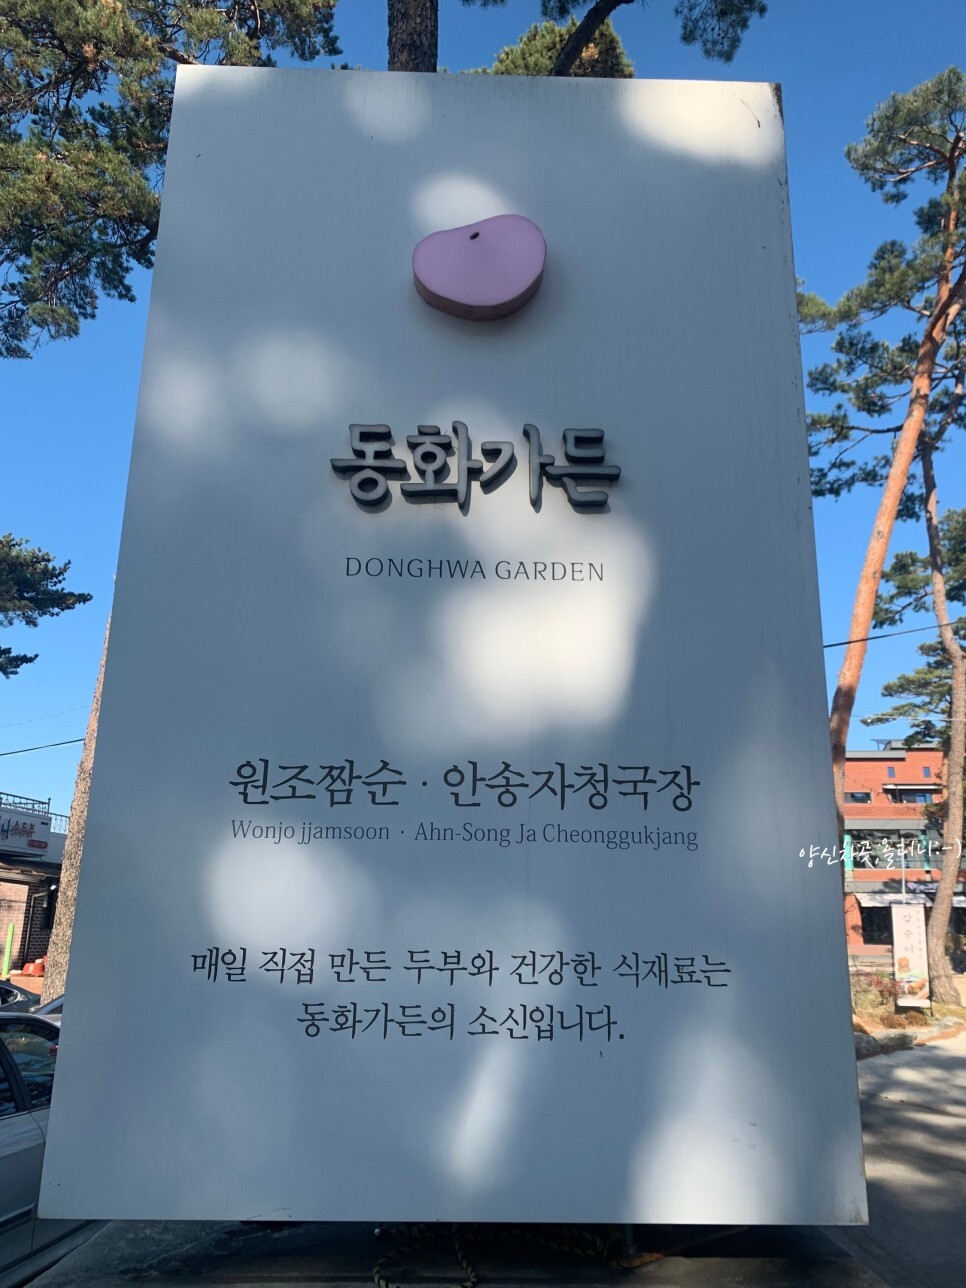 동화가든
DONGHWA GARDEN
원조짬순 · 안송자청국장
Wonjo jjamsoon · Ahn-Song Ja Cheonggukjang
매일 직접 만든 두부와 건강한 식재료는
동화가든의 소신입니다.